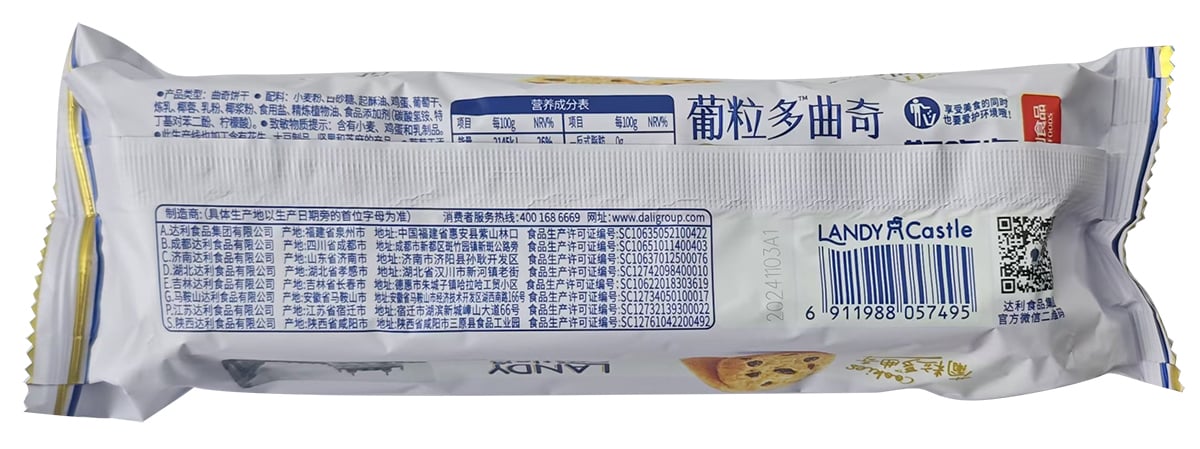 ●产品类型: 曲奇饼干 ● 配料: 小麦粉、白砂糖、起酥油、鸡蛋、葡萄干、
炼乳、椰蓉、乳粉、椰浆粉、食用盐、精炼植物油、食品添加剂(碳酸氢铵、特
丁基对苯二酚、柠檬酸)。● 致敏物质提示: 含有小麦、鸡蛋和乳制品。
营养成分表
项目 每100g NRV% 项目 每100g NRV%
能量 2145kJ 26% 反式脂肪 0g
葡粒多™曲奇
享受美食的同时
也要爱护环境哦!
制造商:(具体生产地以生产日期旁的首位字母为准) 消费者服务热线:400 168 6669 网址:www.daligroup.com
A.达利食品集团有限公司 产地:福建省泉州市 地址:中国福建省惠安县紫山林口 食品生产许可证编号:SC10635052100422
B.成都达利食品有限公司 产地:四川省成都市 地址:成都市新都区斑竹园镇新斑公路旁 食品生产许可证编号:SC10651011400403
C.济南达利食品有限公司 产地:山东省济南市 地址:济南市济阳县孙耿开发区 食品生产许可证编号:SC10637012500076
D.湖北达利食品有限公司 产地:湖北省孝感市 地址:湖北省汉川市新河镇老街 食品生产许可证编号:SC12742098400010
E.吉林达利食品有限公司 产地:吉林省长春市 地址:德惠市朱城子镇哈拉哈工贸小区 食品生产许可证编号:SC10622018303619
G.马鞍山达利食品有限公司 产地:安徽省马鞍山市 地址:安徽省马鞍山市经济技术开发区湖西南路166号 食品生产许可证编号:SC12734050100017
P.江苏达利食品有限公司 产地:江苏省宿迁市 地址:宿迁市湖滨新城嶂山大道66号 食品生产许可证编号:SC12732139300022
S.陕西达利食品有限公司 产地:陕西省咸阳市 地址:陕西省咸阳市三原县食品工业园 食品生产许可证编号:SC12761042200492
20241103A1
LANDY Castle
6 911988 057495
达利食品集
官方微信二维码
LANDY
Cookies
葡粒多曲奇